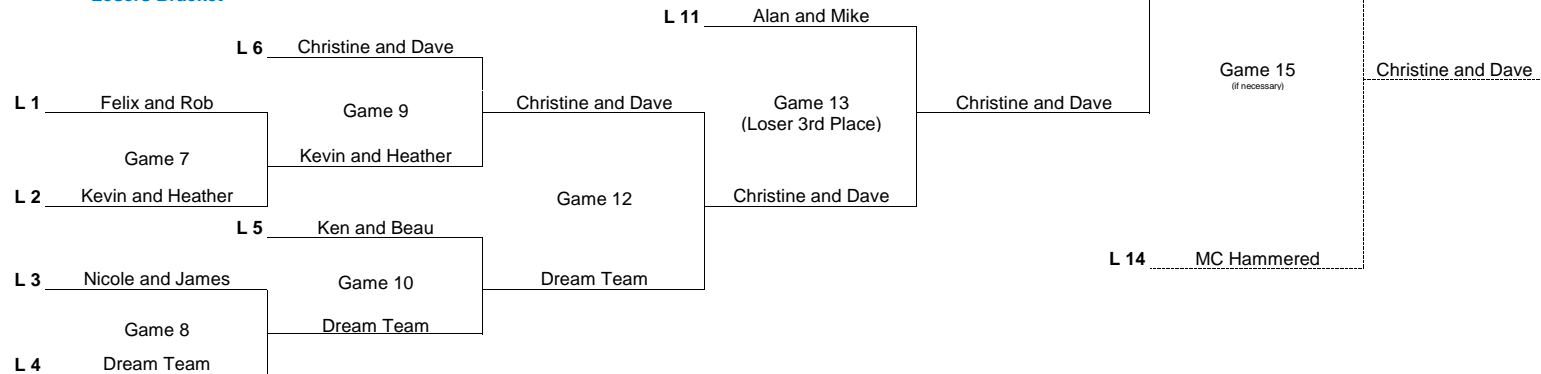 Losers Bracket
L 11 Alan and Mike
L 6 Christine and Dave
Game 15
(if necessary)
Christine and Dave
L 1 Felix and Rob
Game 9
Christine and Dave
Game 13
(Loser 3rd Place)
Christine and Dave
Game 7
Kevin and Heather
L 2 Kevin and Heather
Game 12
Christine and Dave
L 5 Ken and Beau
L 14 MC Hammered
L 3 Nicole and James
Game 10
Dream Team
Game 8
Dream Team
L 4 Dream Team